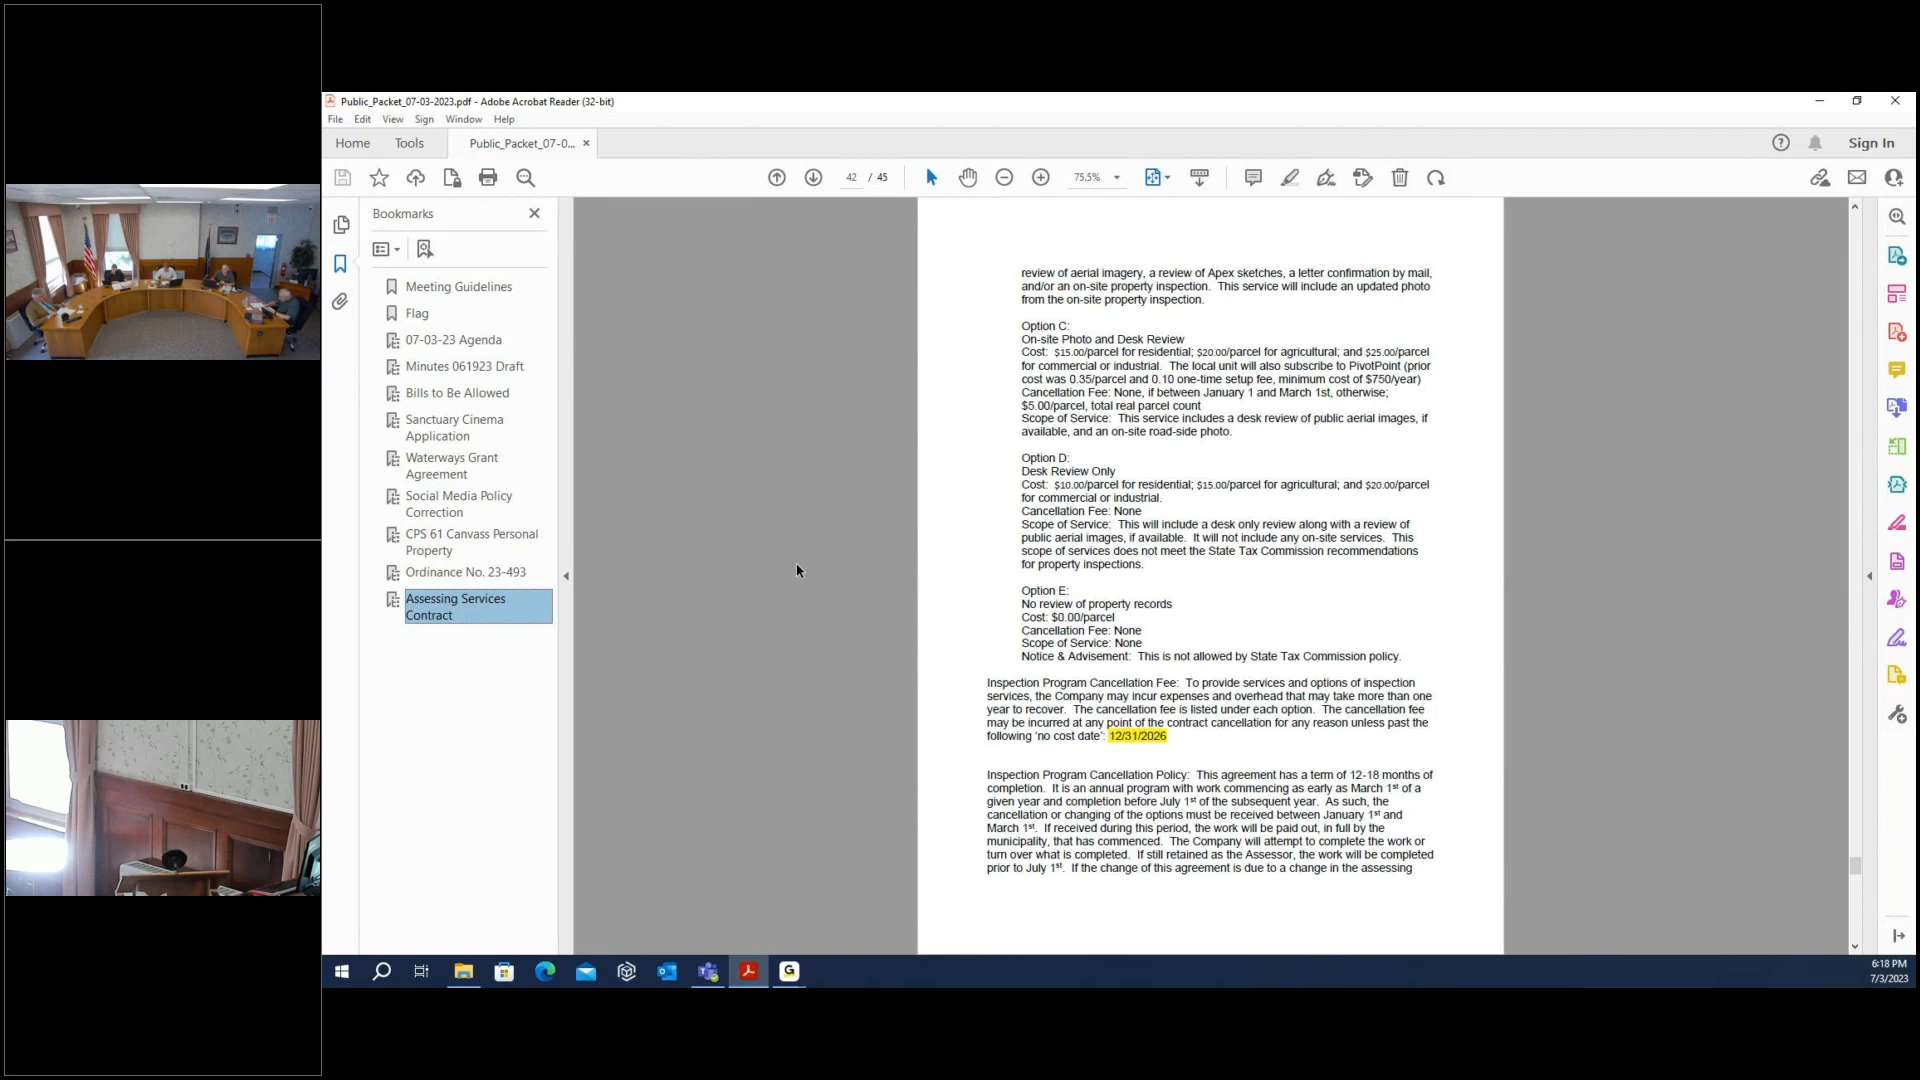 Public_Packet_07-03-2023.pdf - Adobe Acrobat Reader (32-bit)
File Edit View Sign Window Help
Home Tools Public_Packet_07-0... × Sign In
42 / 45 75.5%
Bookmarks
Meeting Guidelines
Flag
07-03-23 Agenda
Minutes 061923 Draft
Bills to Be Allowed
Sanctuary Cinema
Application
Waterways Grant
Agreement
Social Media Policy
Correction
CPS 61 Canvass Personal
Property
Ordinance No. 23-493
Assessing Services
Contract
review of aerial imagery, a review of Apex sketches, a letter confirmation by mail,
and/or an on-site property inspection. This service will include an updated photo
from the on-site property inspection.
Option C:
On-site Photo and Desk Review
Cost: $15.00/parcel for residential; $20.00/parcel for agricultural; and $25.00/parcel
for commercial or industrial. The local unit will also subscribe to PivotPoint (prior
cost was 0.35/parcel and 0.10 one-time setup fee, minimum cost of $750/year)
Cancellation Fee: None, if between January 1 and March 1st, otherwise;
$5.00/parcel, total real parcel count
Scope of Service: This service includes a desk review of public aerial images, if
available, and an on-site road-side photo.
Option D:
Desk Review Only
Cost: $10.00/parcel for residential; $15.00/parcel for agricultural; and $20.00/parcel
for commercial or industrial.
Cancellation Fee: None
Scope of Service: This will include a desk only review along with a review of
public aerial images, if available. It will not include any on-site services. This
scope of services does not meet the State Tax Commission recommendations
for property inspections.
Option E:
No review of property records
Cost: $0.00/parcel
Cancellation Fee: None
Scope of Service: None
Notice & Advisement: This is not allowed by State Tax Commission policy.
Inspection Program Cancellation Fee: To provide services and options of inspection
services, the Company may incur expenses and overhead that may take more than one
year to recover. The cancellation fee is listed under each option. The cancellation fee
may be incurred at any point of the contract cancellation for any reason unless past the
following 'no cost date': 12/31/2026
Inspection Program Cancellation Policy: This agreement has a term of 12-18 months of
completion. It is an annual program with work commencing as early as March 1st of a
given year and completion before July 1st of the subsequent year. As such, the
cancellation or changing of the options must be received between January 1st and
March 1st. If received during this period, the work will be paid out, in full by the
municipality, that has commenced. The Company will attempt to complete the work or
turn over what is completed. If still retained as the Assessor, the work will be completed
prior to July 1st. If the change of this agreement is due to a change in the assessing
6:18 PM
7/3/2023